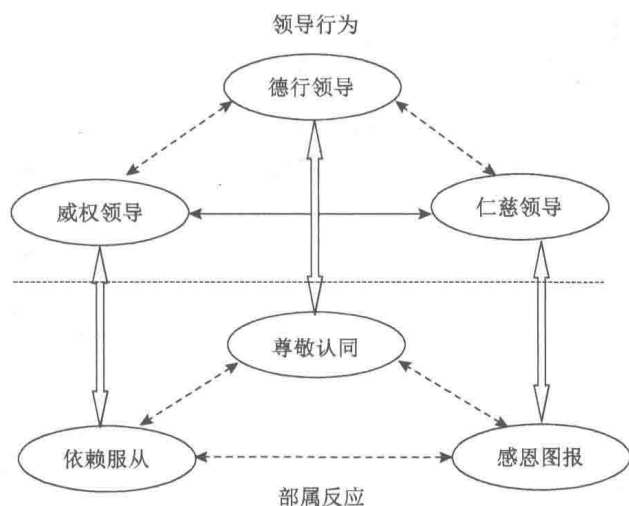 领导行为
德行领导
威权领导
仁慈领导
尊敬认同
依赖服从
感恩图报
部属反应